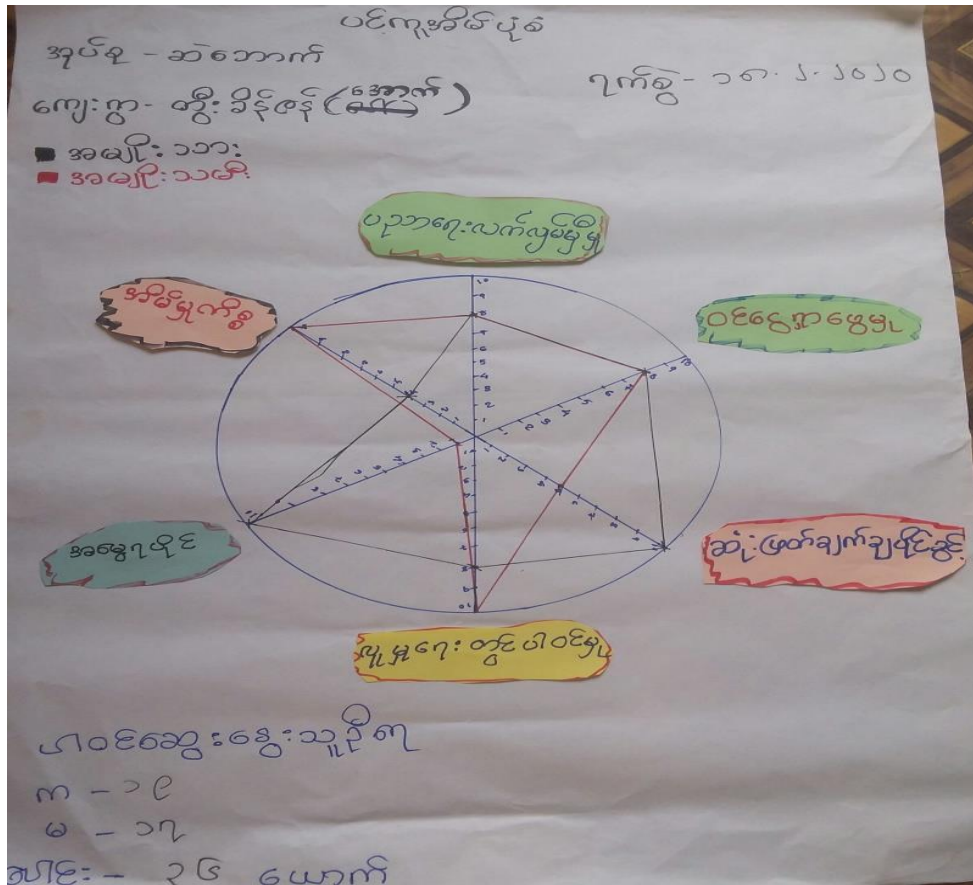 ပင့်ကူအိမ်ပုံစံ
အုပ်စု - ဆဲဘောက်
ရက်စွဲ - ၁၈.၂.၂၀၂၀
ကျေးရွာ - တွီးခိန်ဇန် (အောက်)
အမျိုးသား
အမျိုးသမီး
ပညာရေးလက်လှမ်းမှီမှု
အိမ်မှုကိစ္စ
ဝင်ငွေရှာဖွေမှု
အမွေရပိုင်
ဆုံးဖြတ်ချက်ချပိုင်ခွင့်
လူမှုရေးတွင်ပါဝင်မှု
ပါဝင်ဆွေးနွေးသူဦးရေ
ကျား - ၁၉
မ - ၁၇
ပေါင်း - ၃၆ ယောက်